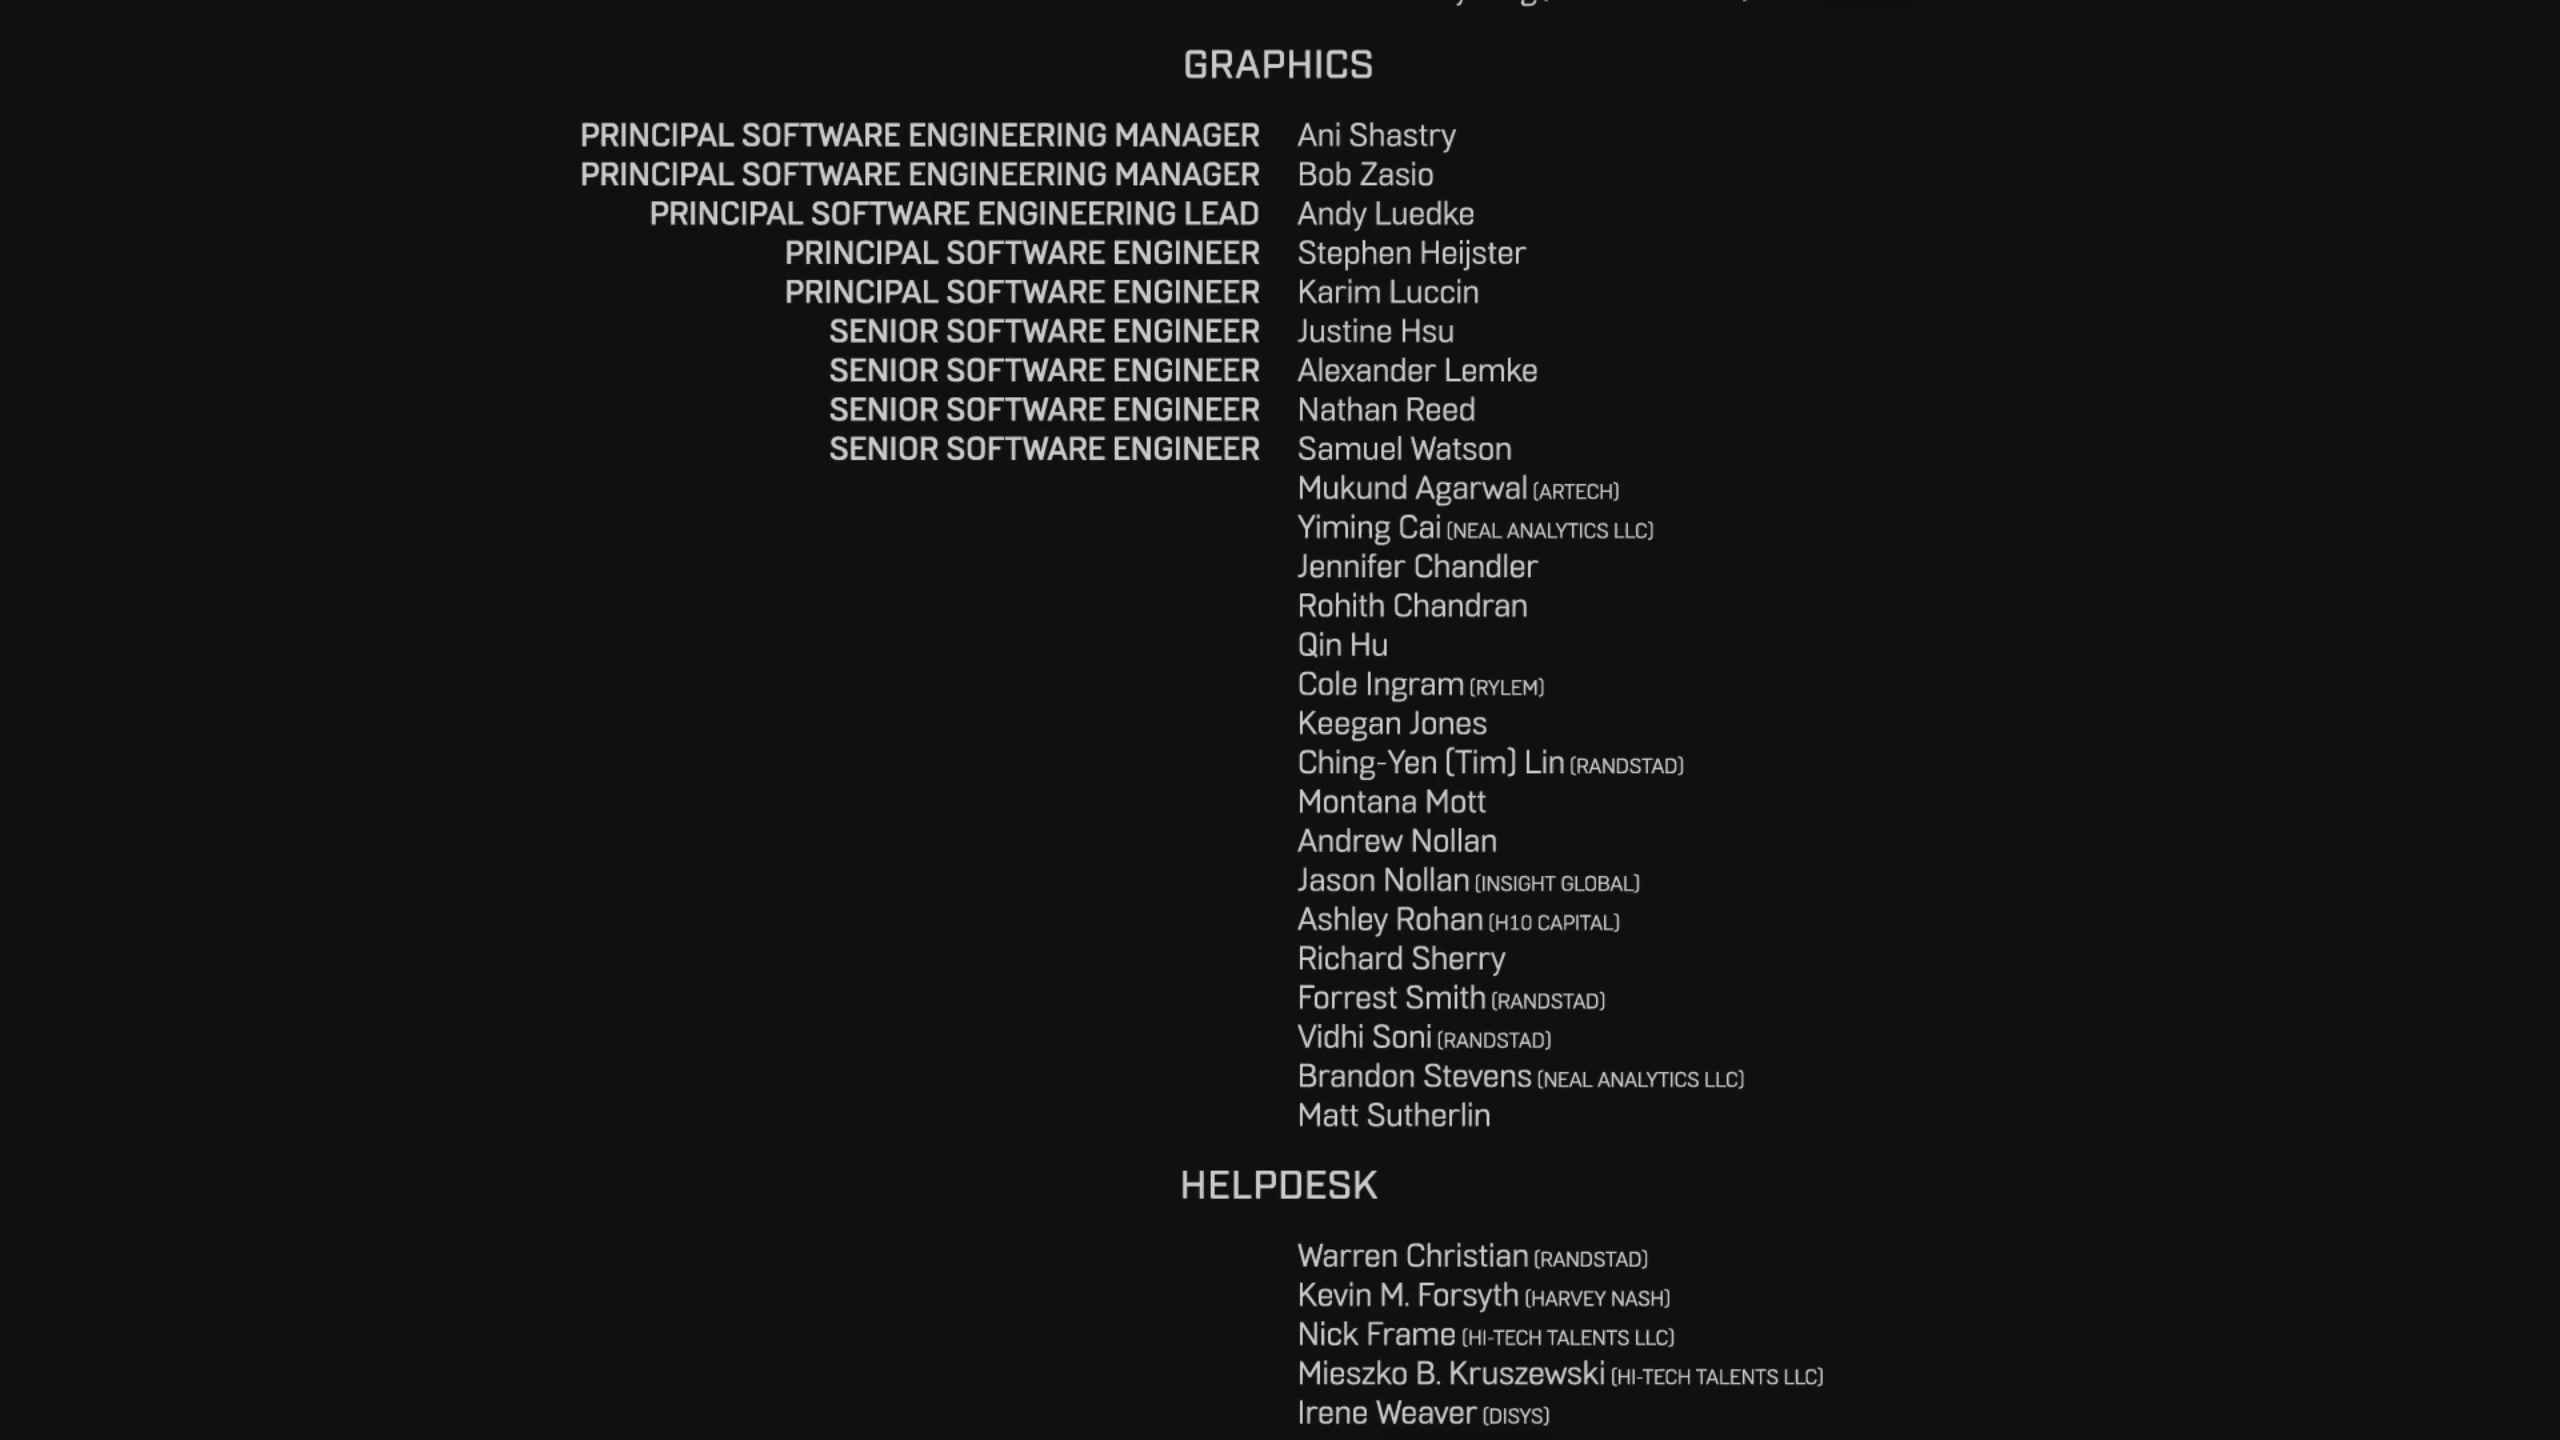 GRAPHICS
PRINCIPAL SOFTWARE ENGINEERING MANAGER Ani Shastry
PRINCIPAL SOFTWARE ENGINEERING MANAGER Bob Zasio
PRINCIPAL SOFTWARE ENGINEERING LEAD Andy Luedke
PRINCIPAL SOFTWARE ENGINEER Stephen Heijster
PRINCIPAL SOFTWARE ENGINEER Karim Luccin
SENIOR SOFTWARE ENGINEER Justine Hsu
SENIOR SOFTWARE ENGINEER Alexander Lemke
SENIOR SOFTWARE ENGINEER Nathan Reed
SENIOR SOFTWARE ENGINEER Samuel Watson
Mukund Agarwal (ARTECH)
Yiming Cai (NEAL ANALYTICS LLC)
Jennifer Chandler
Rohith Chandran
Qin Hu
Cole Ingram (RYLEM)
Keegan Jones
Ching-Yen (Tim) Lin (RANDSTAD)
Montana Mott
Andrew Nollan
Jason Nollan (INSIGHT GLOBAL)
Ashley Rohan (H10 CAPITAL)
Richard Sherry
Forrest Smith (RANDSTAD)
Vidhi Soni (RANDSTAD)
Brandon Stevens (NEAL ANALYTICS LLC)
Matt Sutherlin
HELPDESK
Warren Christian (RANDSTAD)
Kevin M. Forsyth (HARVEY NASH)
Nick Frame (HI-TECH TALENTS LLC)
Mieszko B. Kruszewski (HI-TECH TALENTS LLC)
Irene Weaver (DISYS)